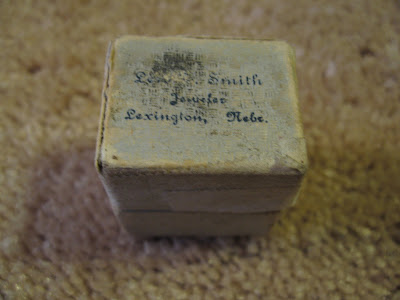 Smith
Jeweler
Lexington, Nebr.